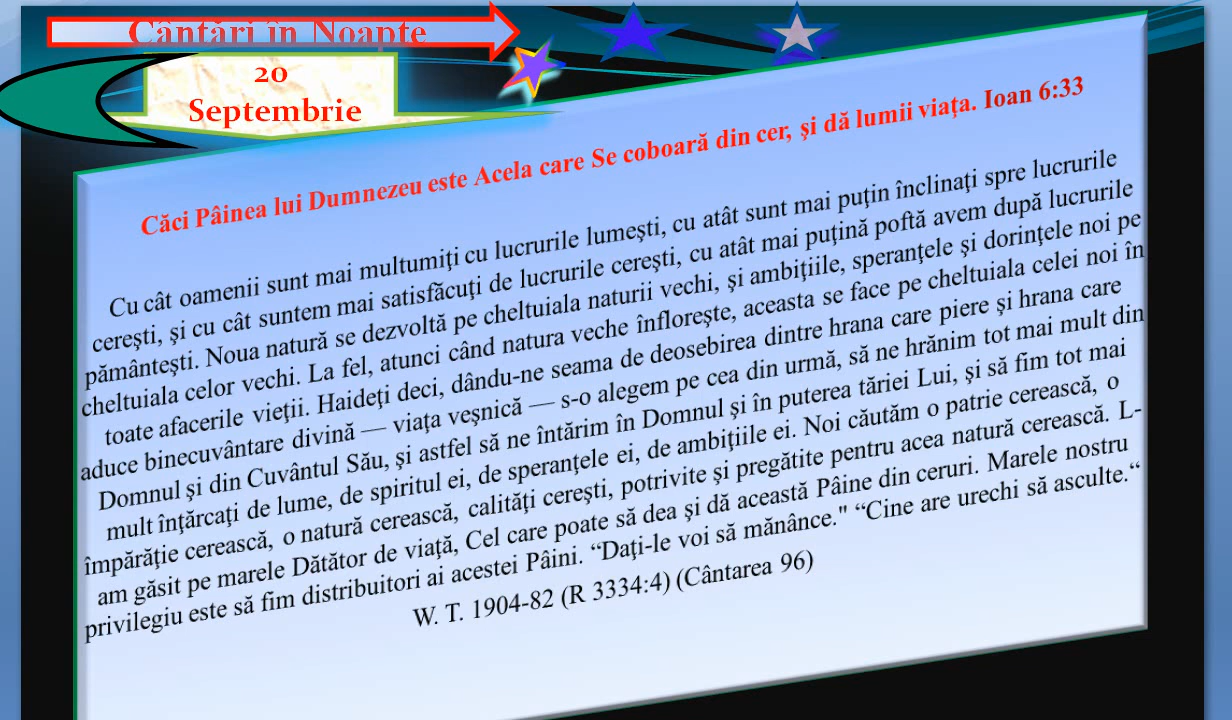 Cântări în Noapte
20
Septembrie
Căci Pâinea lui Dumnezeu este Acela care Se coboară din cer, şi dă lumii viaţa. Ioan 6:33
Cu cât oamenii sunt mai multumiţi cu lucrurile lumeşti, cu atât sunt mai puţin înclinaţi spre lucrurile
cereşti, şi cu cât suntem mai satisfăcuţi de lucrurile cereşti, cu atât mai puţină poftă avem după lucrurile
pământeşti. Noua natură se dezvoltă pe cheltuiala naturii vechi, şi ambiţiile, speranţele şi dorinţele noi pe
cheltuiala celor vechi. La fel, atunci când natura veche înfloreşte, aceasta se face pe cheltuiala celei noi în
toate afacerile vieţii. Haideţi deci, dându-ne seama de deosebirea dintre hrana care piere şi hrana care
aduce binecuvântare divină — viaţa veşnică — s-o alegem pe cea din urmă, să ne hrănim tot mai mult din
Domnul şi din Cuvântul Său, şi astfel să ne întărim în Domnul şi în puterea tăriei Lui, şi să fim tot mai
mult înţărcaţi de lume, de spiritul ei, de speranţele ei, de ambiţiile ei. Noi căutăm o patrie cerească, o
împărăţie cerească, o natură cerească, calităţi cereşti, potrivite şi pregătite pentru acea natură cerească. L-
am găsit pe marele Dătător de viaţă, Cel care poate să dea şi dă această Pâine din ceruri. Marele nostru
privilegiu este să fim distribuitori ai acestei Pâini. “Daţi-le voi să mănânce." “Cine are urechi să asculte.“
W. T. 1904-82 (R 3334:4) (Cântarea 96)